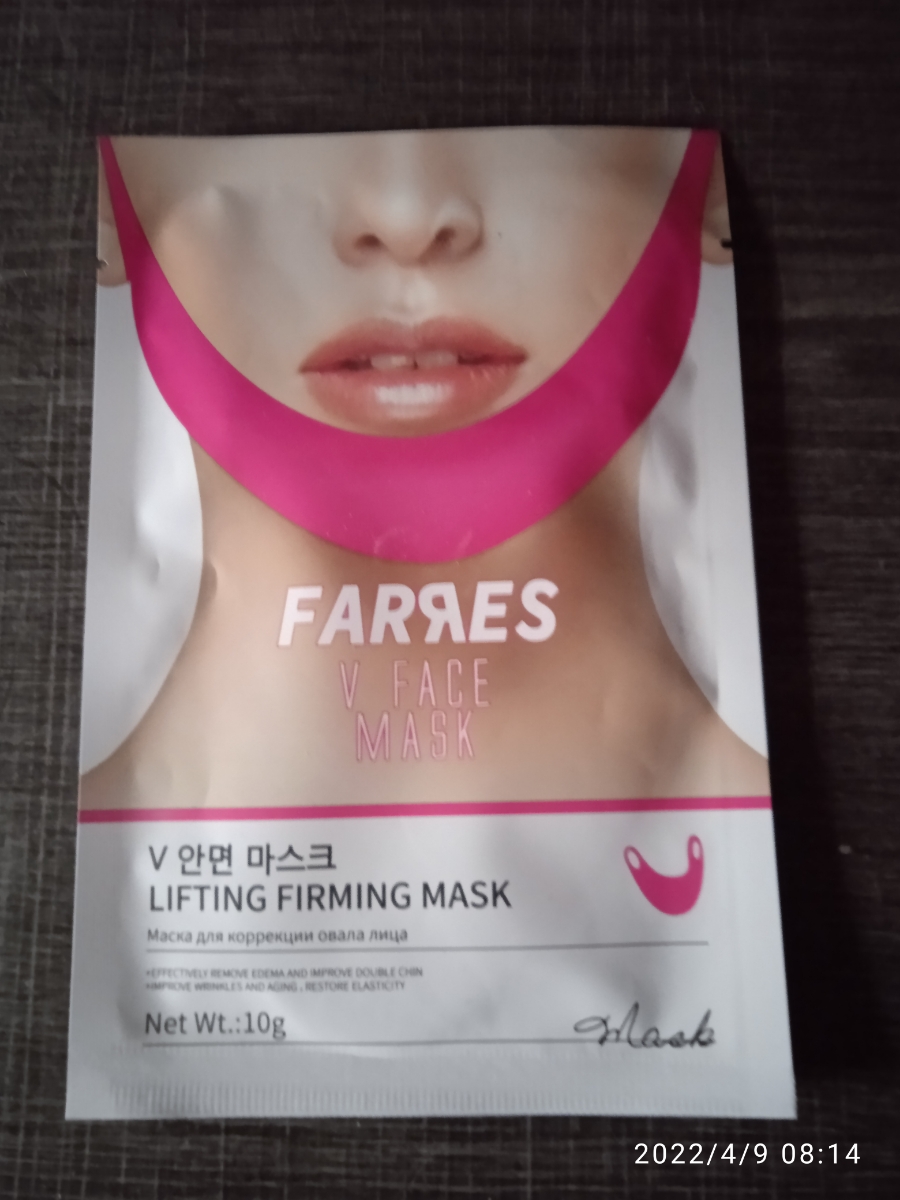 FARЯES
V FACE
MASK
V 안면 마스크
LIFTING FIRMING MASK
Маска для коррекции овала лица
•EFFECTIVELY REMOVE EDEMA AND IMPROVE DOUBLE CHIN
•IMPROVE WRINKLES AND AGING , RESTORE ELASTICITY
Net Wt.:10g
Mask
2022/4/9 08:14